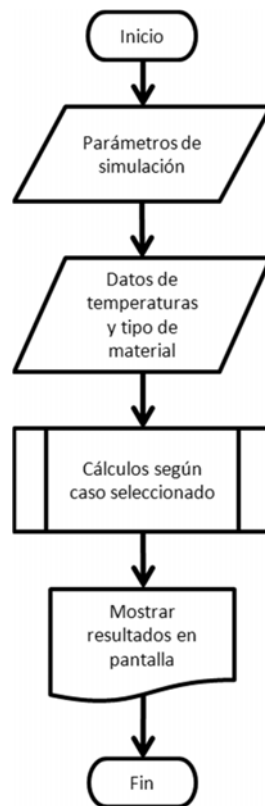 Inicio
Parámetros de
simulación
Datos de
temperaturas
y tipo de
material
Cálculos según
caso seleccionado
Mostrar
resultados en
pantalla
Fin